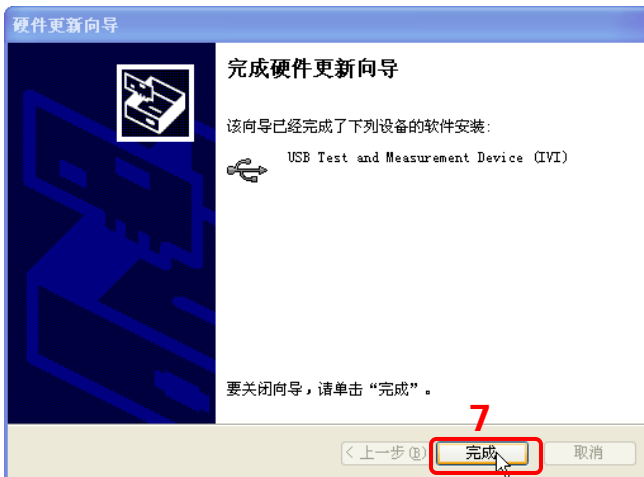 硬件更新向导
完成硬件更新向导
该向导已经完成了下列设备的软件安装:
USB Test and Measurement Device (IVI)
要关闭向导，请单击“完成”。
7
< 上一步(B)
完成
取消